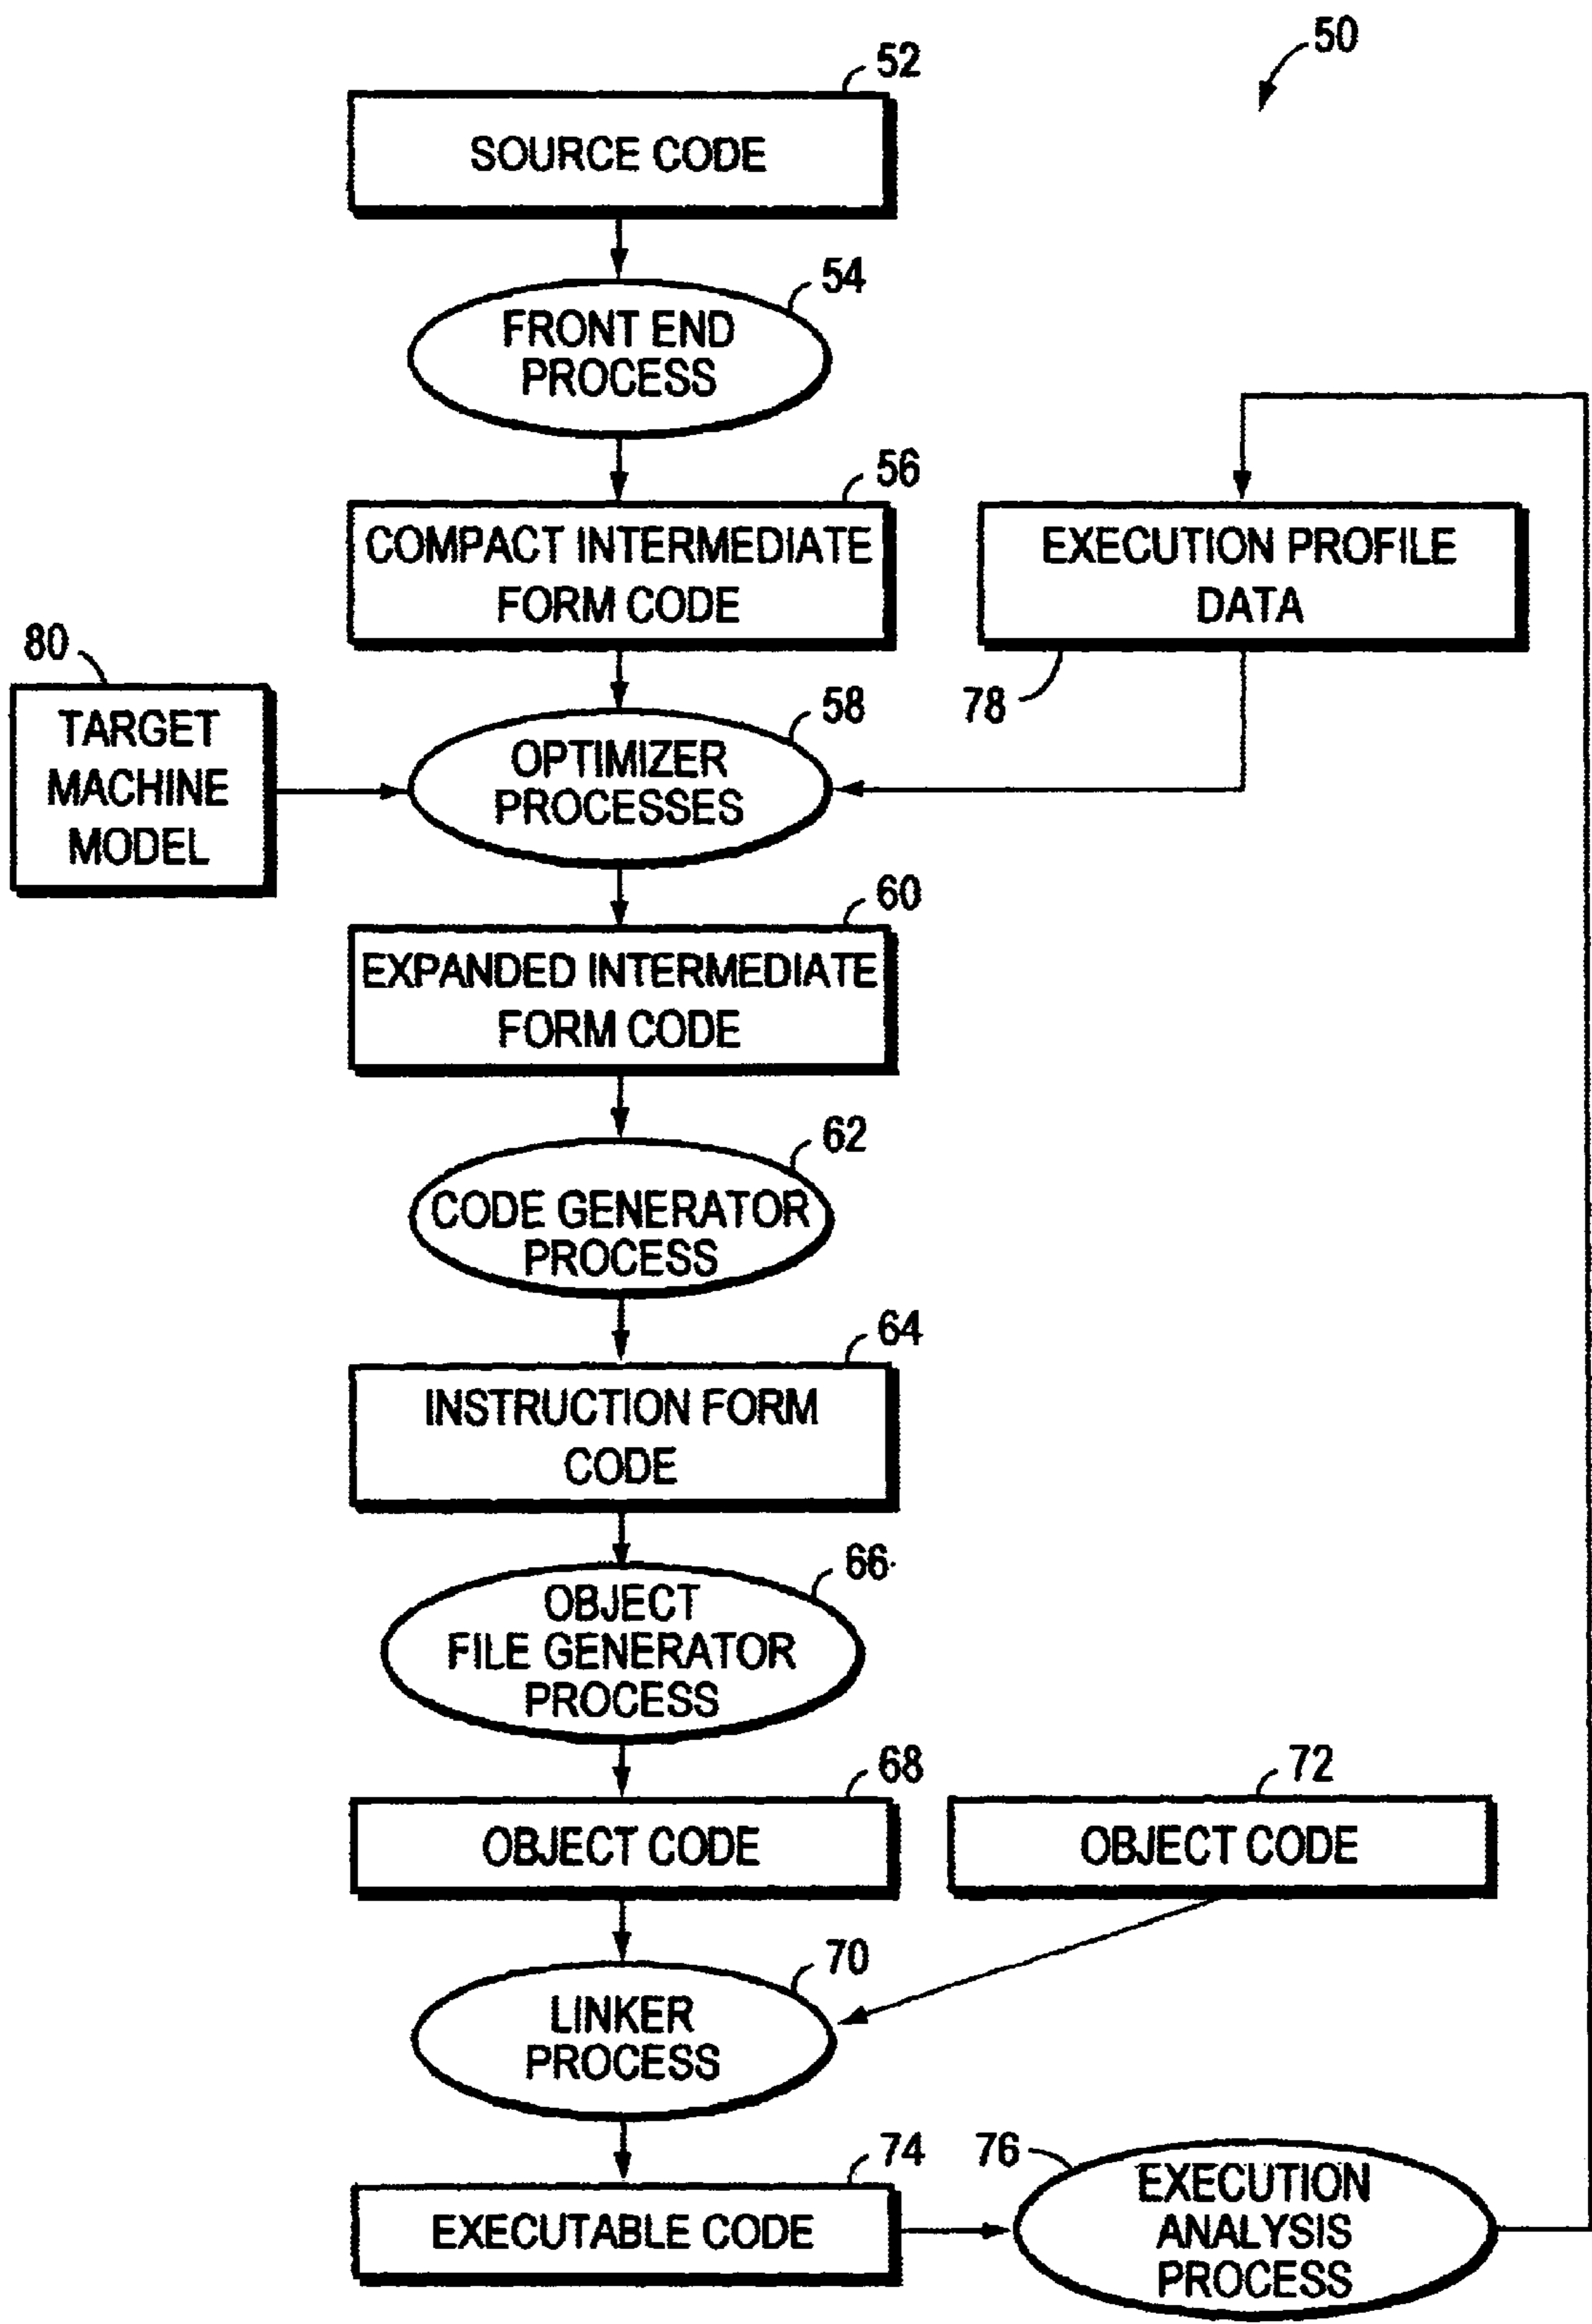 50
52
SOURCE CODE
54
FRONT END
PROCESS
56
COMPACT INTERMEDIATE
FORM CODE
EXECUTION PROFILE
DATA
78
80
TARGET
MACHINE
MODEL
58
OPTIMIZER
PROCESSES
60
EXPANDED INTERMEDIATE
FORM CODE
62
CODE GENERATOR
PROCESS
64
INSTRUCTION FORM
CODE
66
OBJECT
FILE GENERATOR
PROCESS
68
OBJECT CODE
72
OBJECT CODE
70
LINKER
PROCESS
74
EXECUTABLE CODE
76
EXECUTION
ANALYSIS
PROCESS